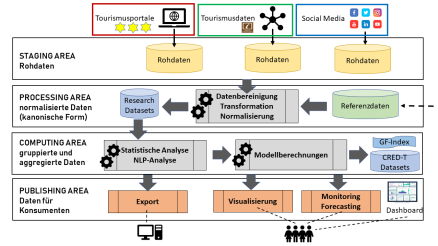 Tourismusportale
Tourismusdaten
Social Media
STAGING AREA
Rohdaten
Rohdaten
Rohdaten
Rohdaten
PROCESSING AREA
normalisierte Daten
(kanonische Form)
Research
Datasets
Datenbereinigung
Transformation
Normalisierung
Referenzdaten
COMPUTING AREA
gruppierte und
aggregierte Daten
Statistische Analyse
NLP-Analyse
Modellberechnungen
GF-Index
CRED-T
Datasets
PUBLISHING AREA
Daten für
Konsumenten
Export
Visualisierung
Monitoring
Forecasting
Dashboard